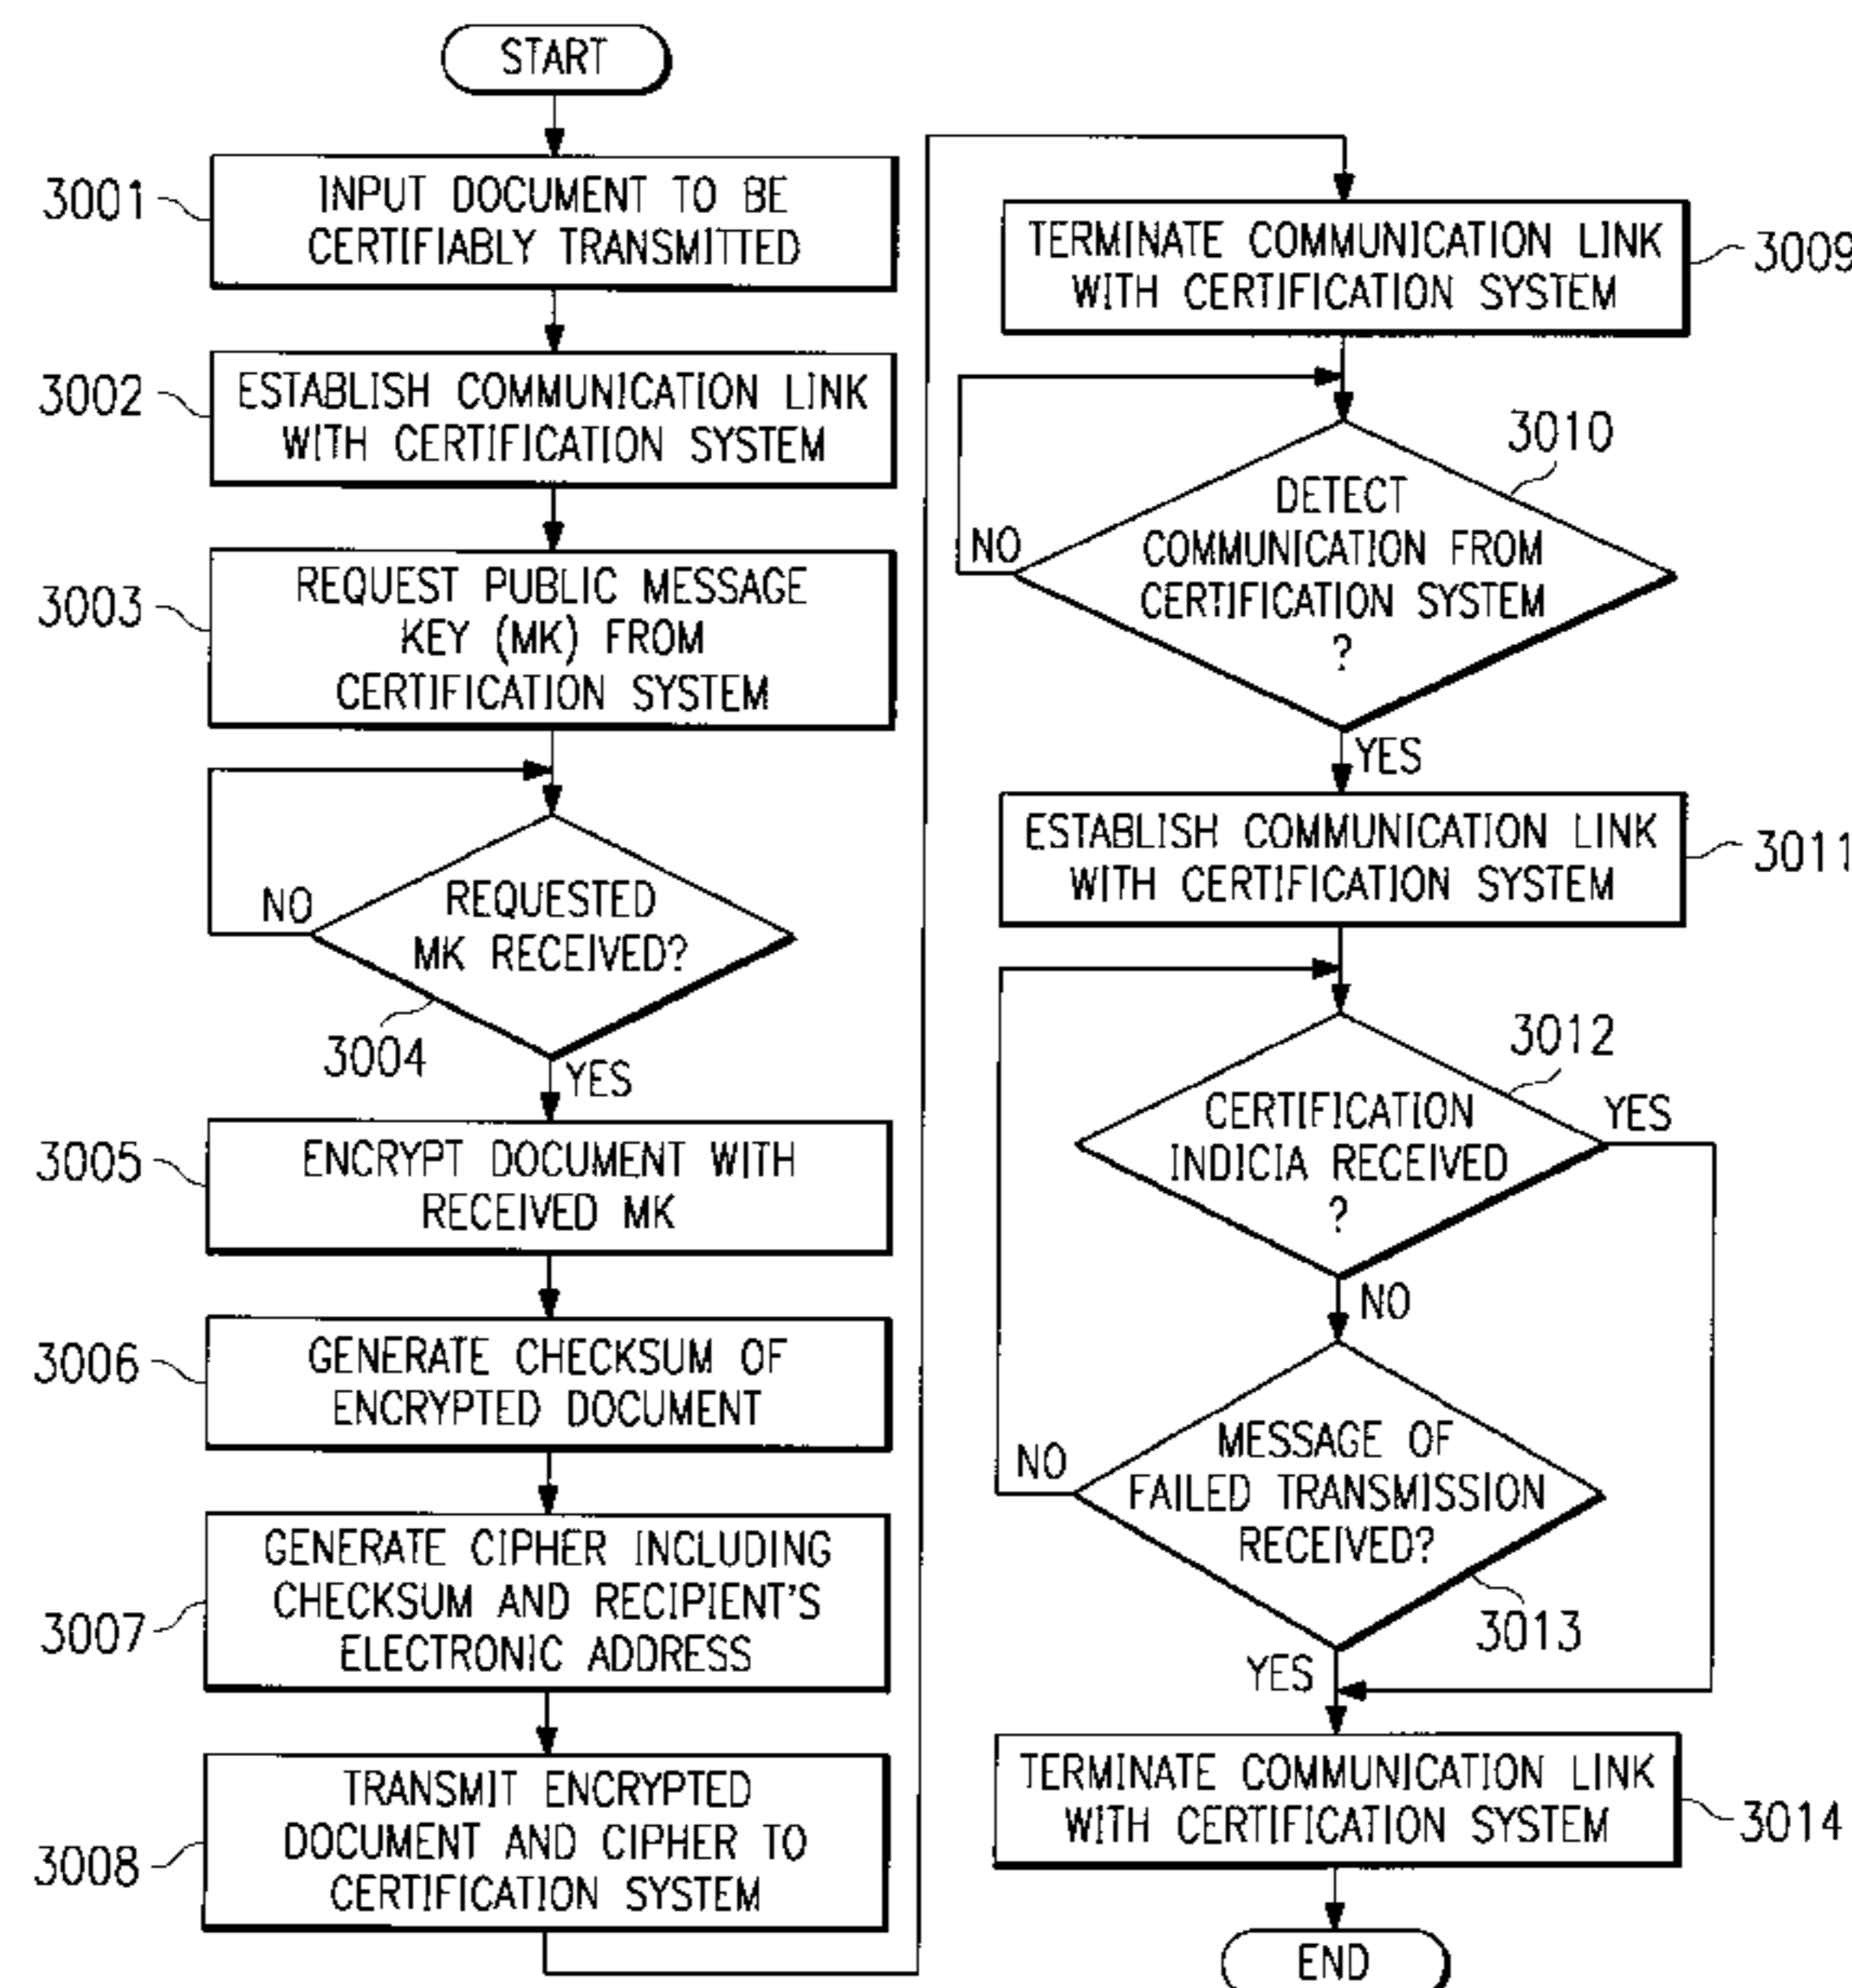 START
3001
INPUT DOCUMENT TO BE
CERTIFIABLY TRANSMITTED
3002
ESTABLISH COMMUNICATION LINK
WITH CERTIFICATION SYSTEM
3003
REQUEST PUBLIC MESSAGE
KEY (MK) FROM
CERTIFICATION SYSTEM
NO
REQUESTED
MK RECEIVED?
3004
YES
3005
ENCRYPT DOCUMENT WITH
RECEIVED MK
3006
GENERATE CHECKSUM OF
ENCRYPTED DOCUMENT
3007
GENERATE CIPHER INCLUDING
CHECKSUM AND RECIPIENT'S
ELECTRONIC ADDRESS
3008
TRANSMIT ENCRYPTED
DOCUMENT AND CIPHER TO
CERTIFICATION SYSTEM
TERMINATE COMMUNICATION LINK
WITH CERTIFICATION SYSTEM
3009
3010
DETECT
COMMUNICATION FROM
CERTIFICATION SYSTEM
?
NO
YES
ESTABLISH COMMUNICATION LINK
WITH CERTIFICATION SYSTEM
3011
3012
CERTIFICATION
INDICIA RECEIVED
?
YES
NO
MESSAGE OF
FAILED TRANSMISSION
RECEIVED?
NO
3013
YES
TERMINATE COMMUNICATION LINK
WITH CERTIFICATION SYSTEM
3014
END